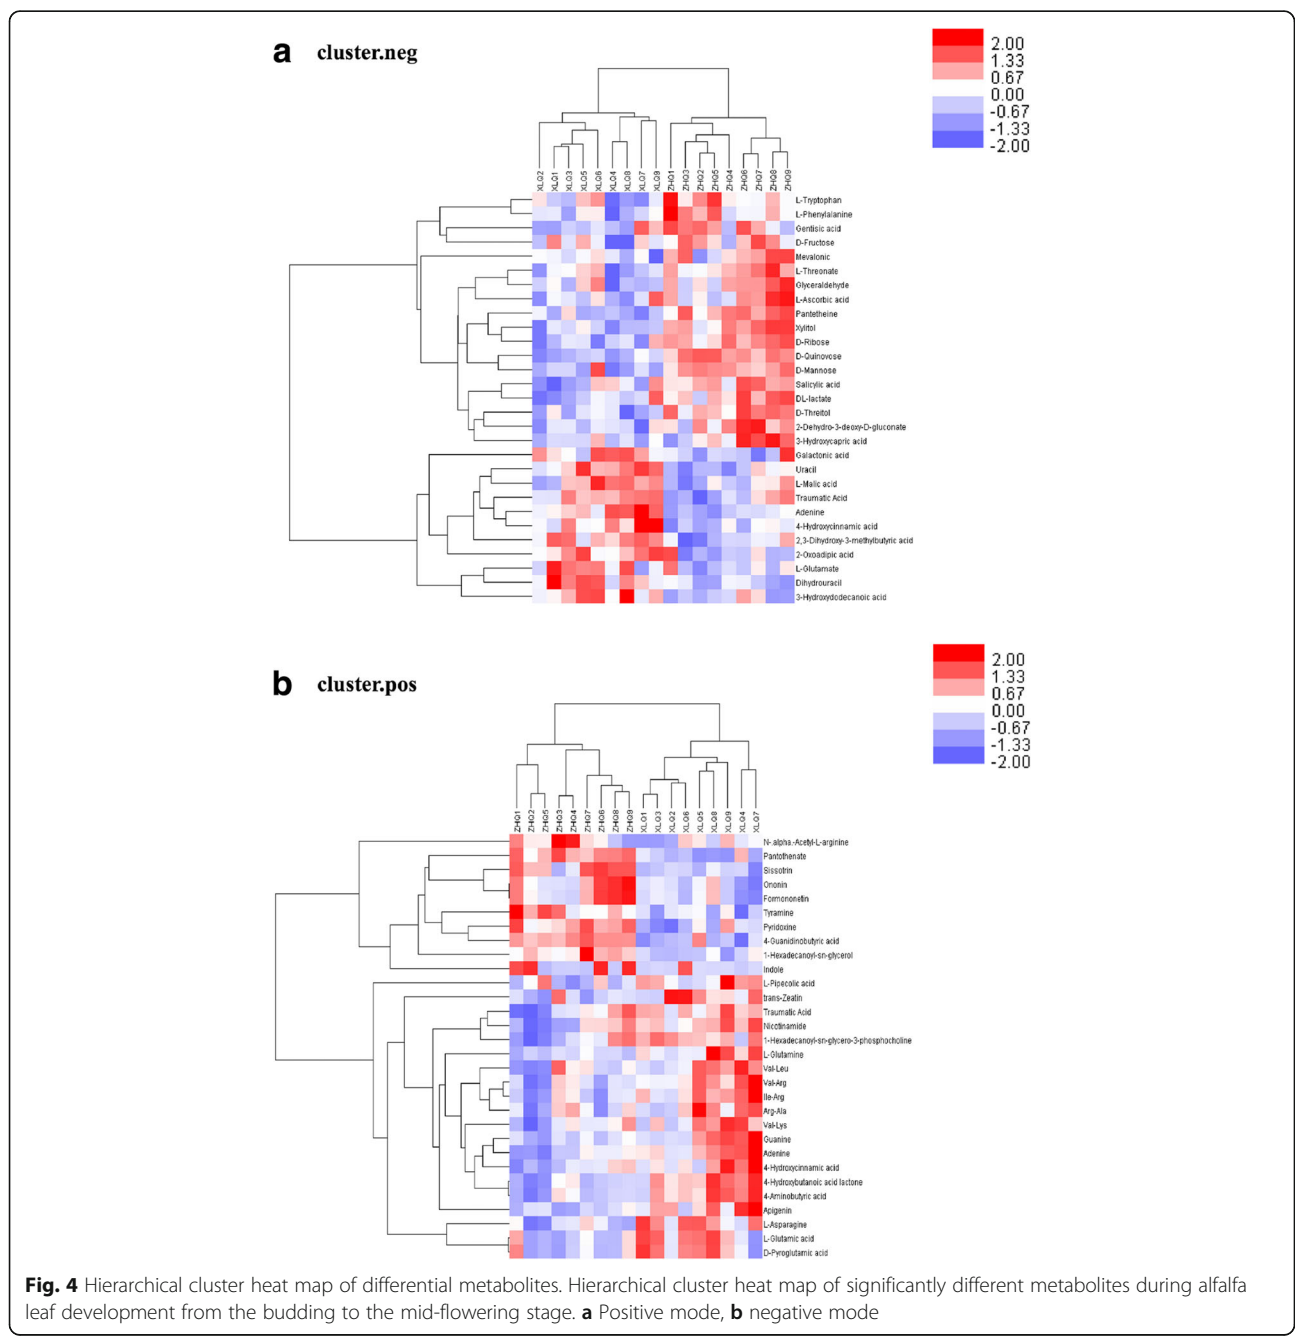 a cluster.neg
2.00
1.33
0.67
0.00
-0.67
-1.33
-2.00
XLQ2 XLQ1 XLQ3 XLQ5 XLQ6 XLQ4 XLQ8 XLQ7 XLQ9 ZHQ1 ZHQ3 ZHQ2 ZHQ5 ZHQ4 ZHQ6 ZHQ7 ZHQ8 ZHQ9
L-Tryptophan
L-Phenylalanine
Gentisic acid
D-Fructose
Mevalonic
L-Threonate
Glyceraldehyde
L-Ascorbic acid
Pantetheine
Xylitol
D-Ribose
D-Quinovose
D-Mannose
Salicylic acid
DL-lactate
D-Threitol
2-Dehydro-3-deoxy-D-gluconate
3-Hydroxycapric acid
Galactonic acid
Uracil
L-Malic acid
Traumatic Acid
Adenine
4-Hydroxycinnamic acid
2,3-Dihydroxy-3-methylbutyric acid
2-Oxoadipic acid
L-Glutamate
Dihydrouracil
3-Hydroxydodecanoic acid
b cluster.pos
2.00
1.33
0.67
0.00
-0.67
-1.33
-2.00
ZHQ1 ZHQ2 ZHQ5 ZHQ3 ZHQ4 ZHQ7 ZHQ6 ZHQ8 ZHQ9 XLQ1 XLQ3 XLQ2 XLQ6 XLQ5 XLQ8 XLQ9 XLQ4 XLQ7
N-.alpha.-Acetyl-L-arginine
Pantothenate
Sissotrin
Ononin
Formononetin
Tyramine
Pyridoxine
4-Guanidinobutyric acid
1-Hexadecanoyl-sn-glycerol
Indole
L-Pipecolic acid
trans-Zeatin
Traumatic Acid
Nicotinamide
1-Hexadecanoyl-sn-glycero-3-phosphocholine
L-Glutamine
Val-Leu
Val-Arg
Ile-Arg
Arg-Ala
Val-Lys
Guanine
Adenine
4-Hydroxycinnamic acid
4-Hydroxybutanoic acid lactone
4-Aminobutyric acid
Apigenin
L-Asparagine
L-Glutamic acid
D-Pyroglutamic acid
Fig. 4 Hierarchical cluster heat map of differential metabolites. Hierarchical cluster heat map of significantly different metabolites during alfalfa
leaf development from the budding to the mid-flowering stage. a Positive mode, b negative mode